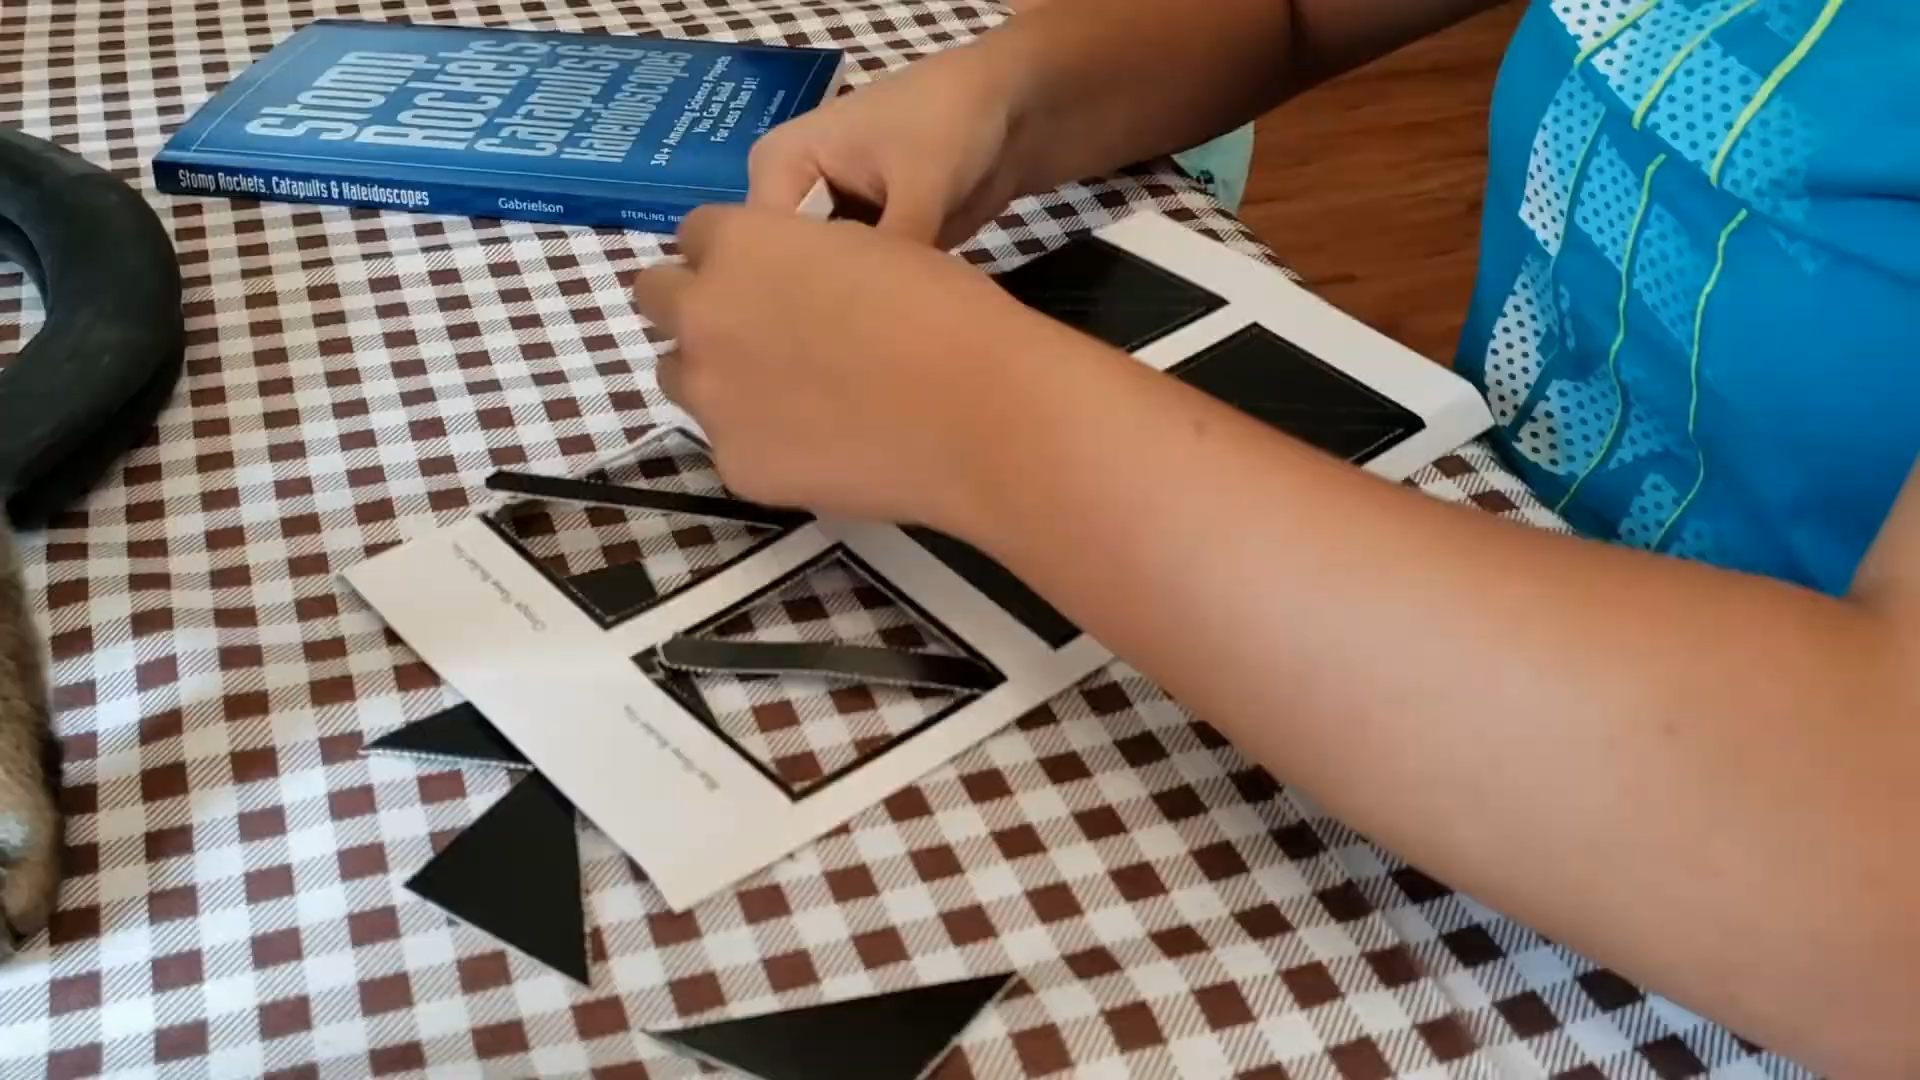 Stomp
Rockets,
Catapults &
Kaleidoscopes
30+ Amazing Science Projects
You Can Build
For Less Than $1!
Stomp Rockets, Catapults & Kaleidoscopes
Gabrielson
STERLING